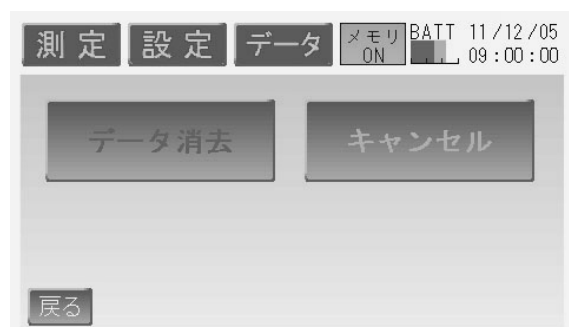 測定 設定 データ メモリ BATT 11/12/05
ON 09:00:00
データ消去 キャンセル
戻る